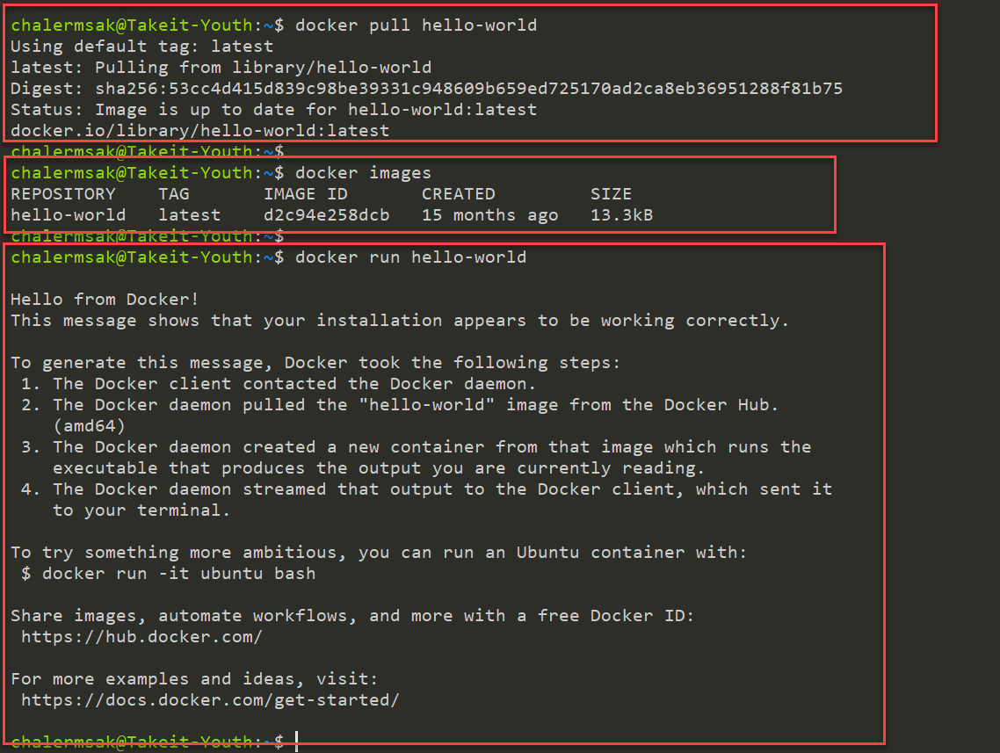 chalermsak@Takeit-Youth:~$ docker pull hello-world
Using default tag: latest
latest: Pulling from library/hello-world
Digest: sha256:53cc4d415d839c98be39331c948609b659ed725170ad2ca8eb36951288f81b75
Status: Image is up to date for hello-world:latest
docker.io/library/hello-world:latest
chalermsak@Takeit-Youth:~$
chalermsak@Takeit-Youth:~$ docker images
REPOSITORY    TAG       IMAGE ID       CREATED         SIZE
hello-world   latest    d2c94e258dcb   15 months ago   13.3kB
chalermsak@Takeit-Youth:~$
chalermsak@Takeit-Youth:~$ docker run hello-world

Hello from Docker!
This message shows that your installation appears to be working correctly.

To generate this message, Docker took the following steps:
 1. The Docker client contacted the Docker daemon.
 2. The Docker daemon pulled the "hello-world" image from the Docker Hub.
    (amd64)
 3. The Docker daemon created a new container from that image which runs the
    executable that produces the output you are currently reading.
 4. The Docker daemon streamed that output to the Docker client, which sent it
    to your terminal.

To try something more ambitious, you can run an Ubuntu container with:
 $ docker run -it ubuntu bash

Share images, automate workflows, and more with a free Docker ID:
 https://hub.docker.com/

For more examples and ideas, visit:
 https://docs.docker.com/get-started/

chalermsak@Takeit-Youth:~$